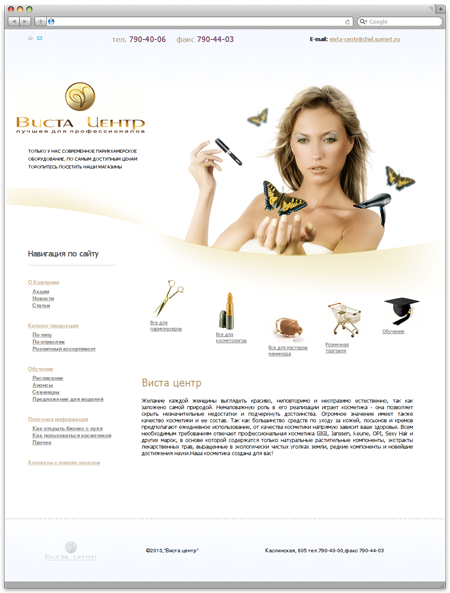 Google
тел. 790-40-06 факс 790-44-03
E-mail: vista-centr@chel.surnet.ru
Виста Центр
лучшее для профессионалов
ТОЛЬКО У НАС СОВРЕМЕННОЕ ПАРИКМАХЕРСКОЕ
ОБОРУДОВАНИЕ, ПО САМЫМ ДОСТУПНЫМ ЦЕНАМ
ТОРОПИТЕСЬ ПОСЕТИТЬ НАШИ МАГАЗИНЫ
Навигация по сайту
О Компании
Акции
Новости
Статьи
Каталог продукции
По типу
По отраслям
Розничный ассортимент
Обучение
Расписание
Анонсы
Семинары
Предложение для моделей
Полезная информация
Как открыть бизнес с нуля
Как пользоваться косметикой
Прочее
Контакты с онлайн заказом
Все для
парикмахеров
Все для
косметологов
Все для мастеров
маникюра
Розничная
торговля
Обучение
Виста центр
Желание каждой женщины выглядеть красиво, неповторимо и неотразимо естественно, так как
заложено самой природой. Немаловажную роль в его реализации играет косметика - она позволяет
скрыть незначительные недостатки и подчеркнуть достоинства. Огромное значение имеет также
качество косметики и ее состав. Так как большинство средств по уходу за кожей, лосьонов и кремов
предполагают ежедневное использование, от качества косметики напрямую зависит ваше здоровье. Всем
необходимым требованиям отвечает профессиональная косметика GIGI, Janssen, Keune, OPI, Sexy Hair и
других марок, в основе которой содержатся только натуральные растительные компоненты, экстракты
лекарственных трав, выращенные в экологически чистых уголках земли, редкие компоненты и новейшие
достижения науки.Наша косметика создана для вас!
Виста Центр
©2010,"Виста центр"
Каслинская, 605 тел.790-40-00,факс 790-44-03